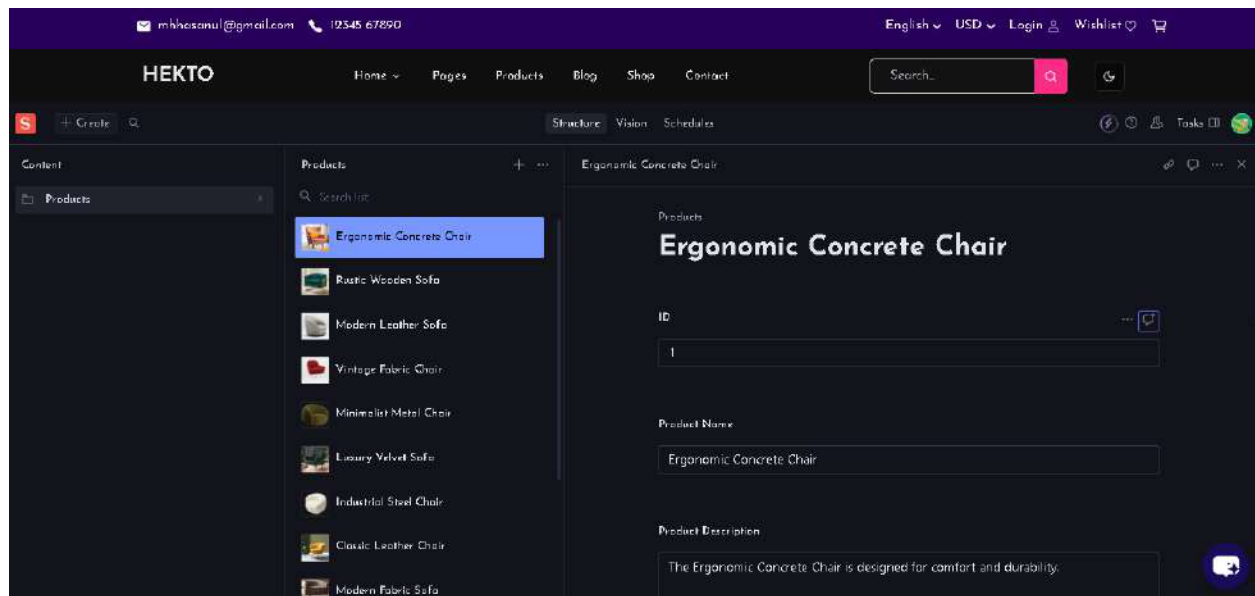 mhhasanul@gmail.com 12345 67890 English USD Login Wishlist
HEKTO Home Pages Products Blog Shop Contact Search...
S + Create Structure Vision Schedules Tasks
Content
Products
Products
Search list
Ergonomic Concrete Chair
Rustic Wooden Sofa
Modern Leather Sofa
Vintage Fabric Chair
Minimalist Metal Chair
Luxury Velvet Sofa
Industrial Steel Chair
Classic Leather Chair
Modern Fabric Sofa
Ergonomic Concrete Chair
Products
Ergonomic Concrete Chair
ID
1
Product Name
Ergonomic Concrete Chair
Product Description
The Ergonomic Concrete Chair is designed for comfort and durability.